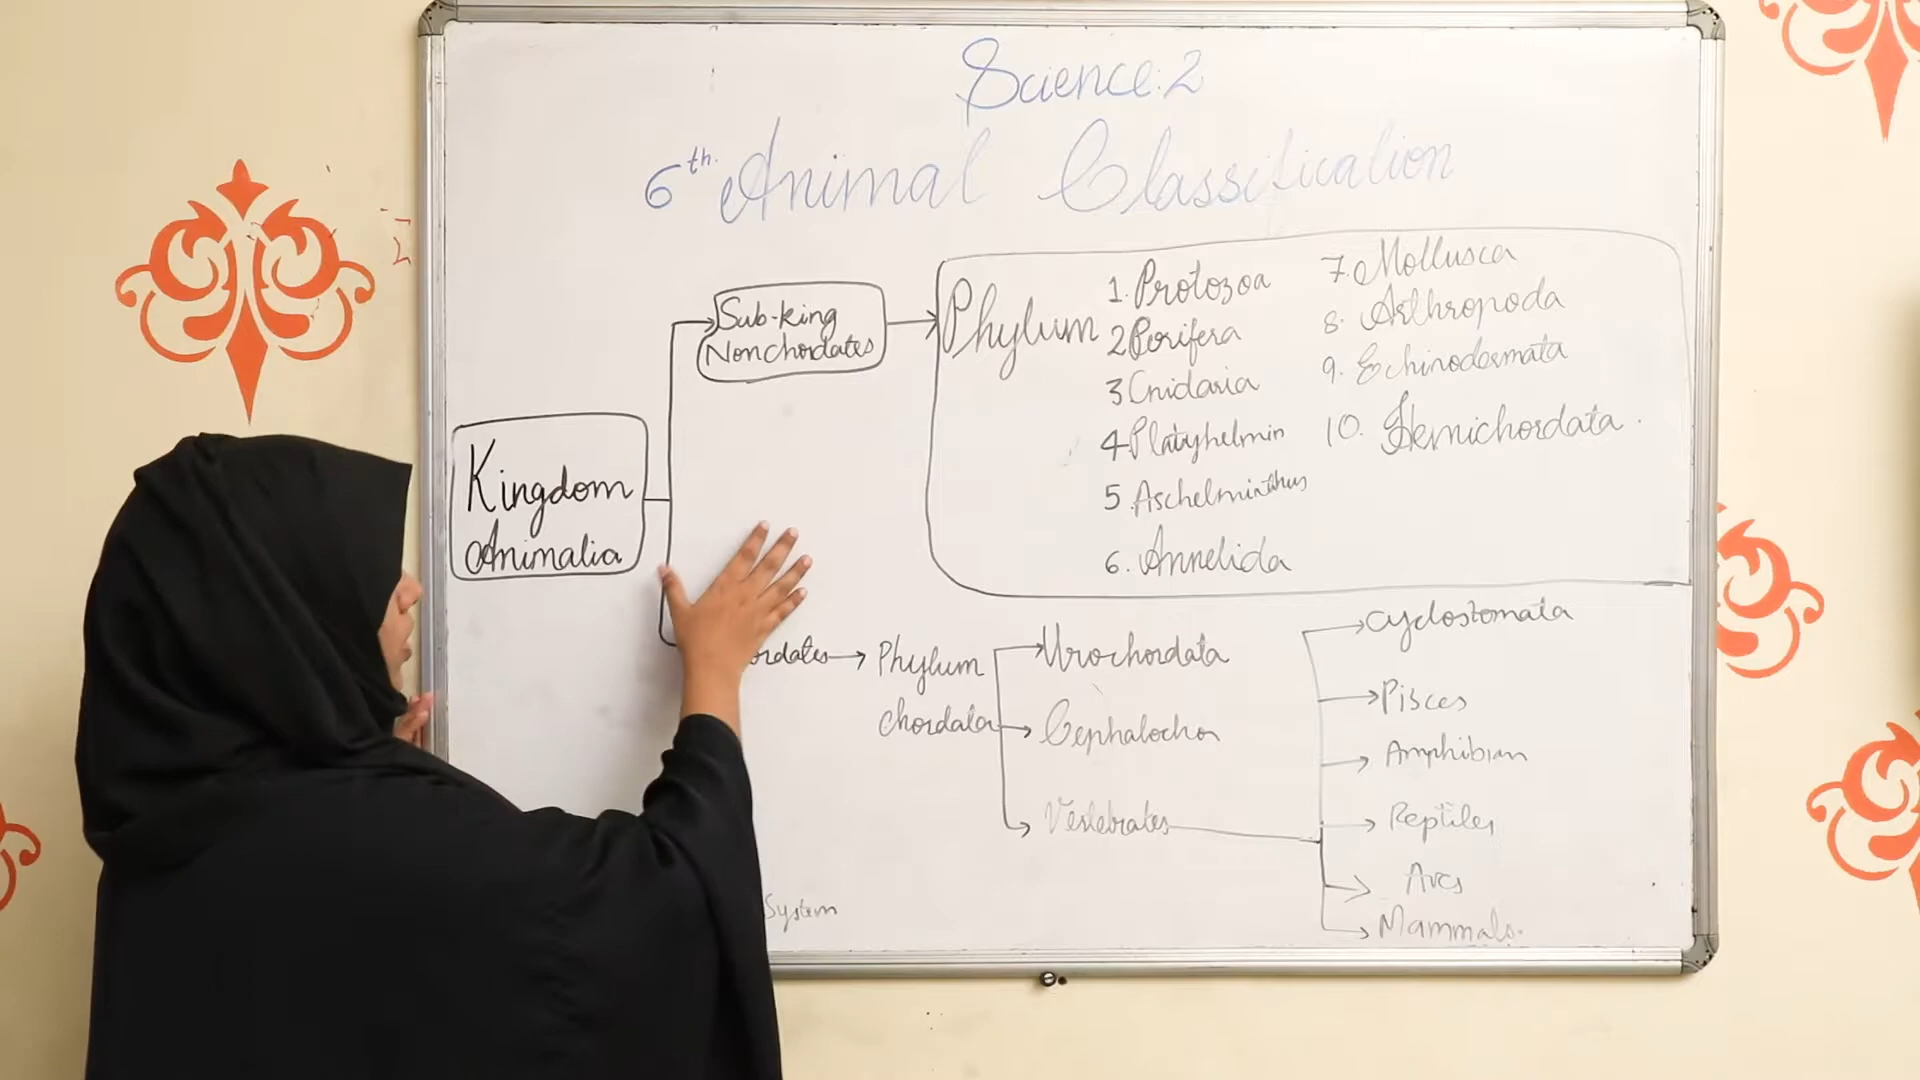 Science:2
6th. Animal Classification
Sub-king
Nonchordates
Phylum
1. Protozoa
2 Porifera
3 Cnidaria
4 Platyhelmin
5. Aschelminthus
6. Annelida
7. Mollusca
8. Arthropoda
9. Echinodermata
10. Hemichordata.
Kingdom
Animalia
Phylum
Chordata
Urochordata
Cephalochor
Vertebrates
Cyclostomata
Pisces
Amphibian
Reptiles
Aves
Mammals.
System